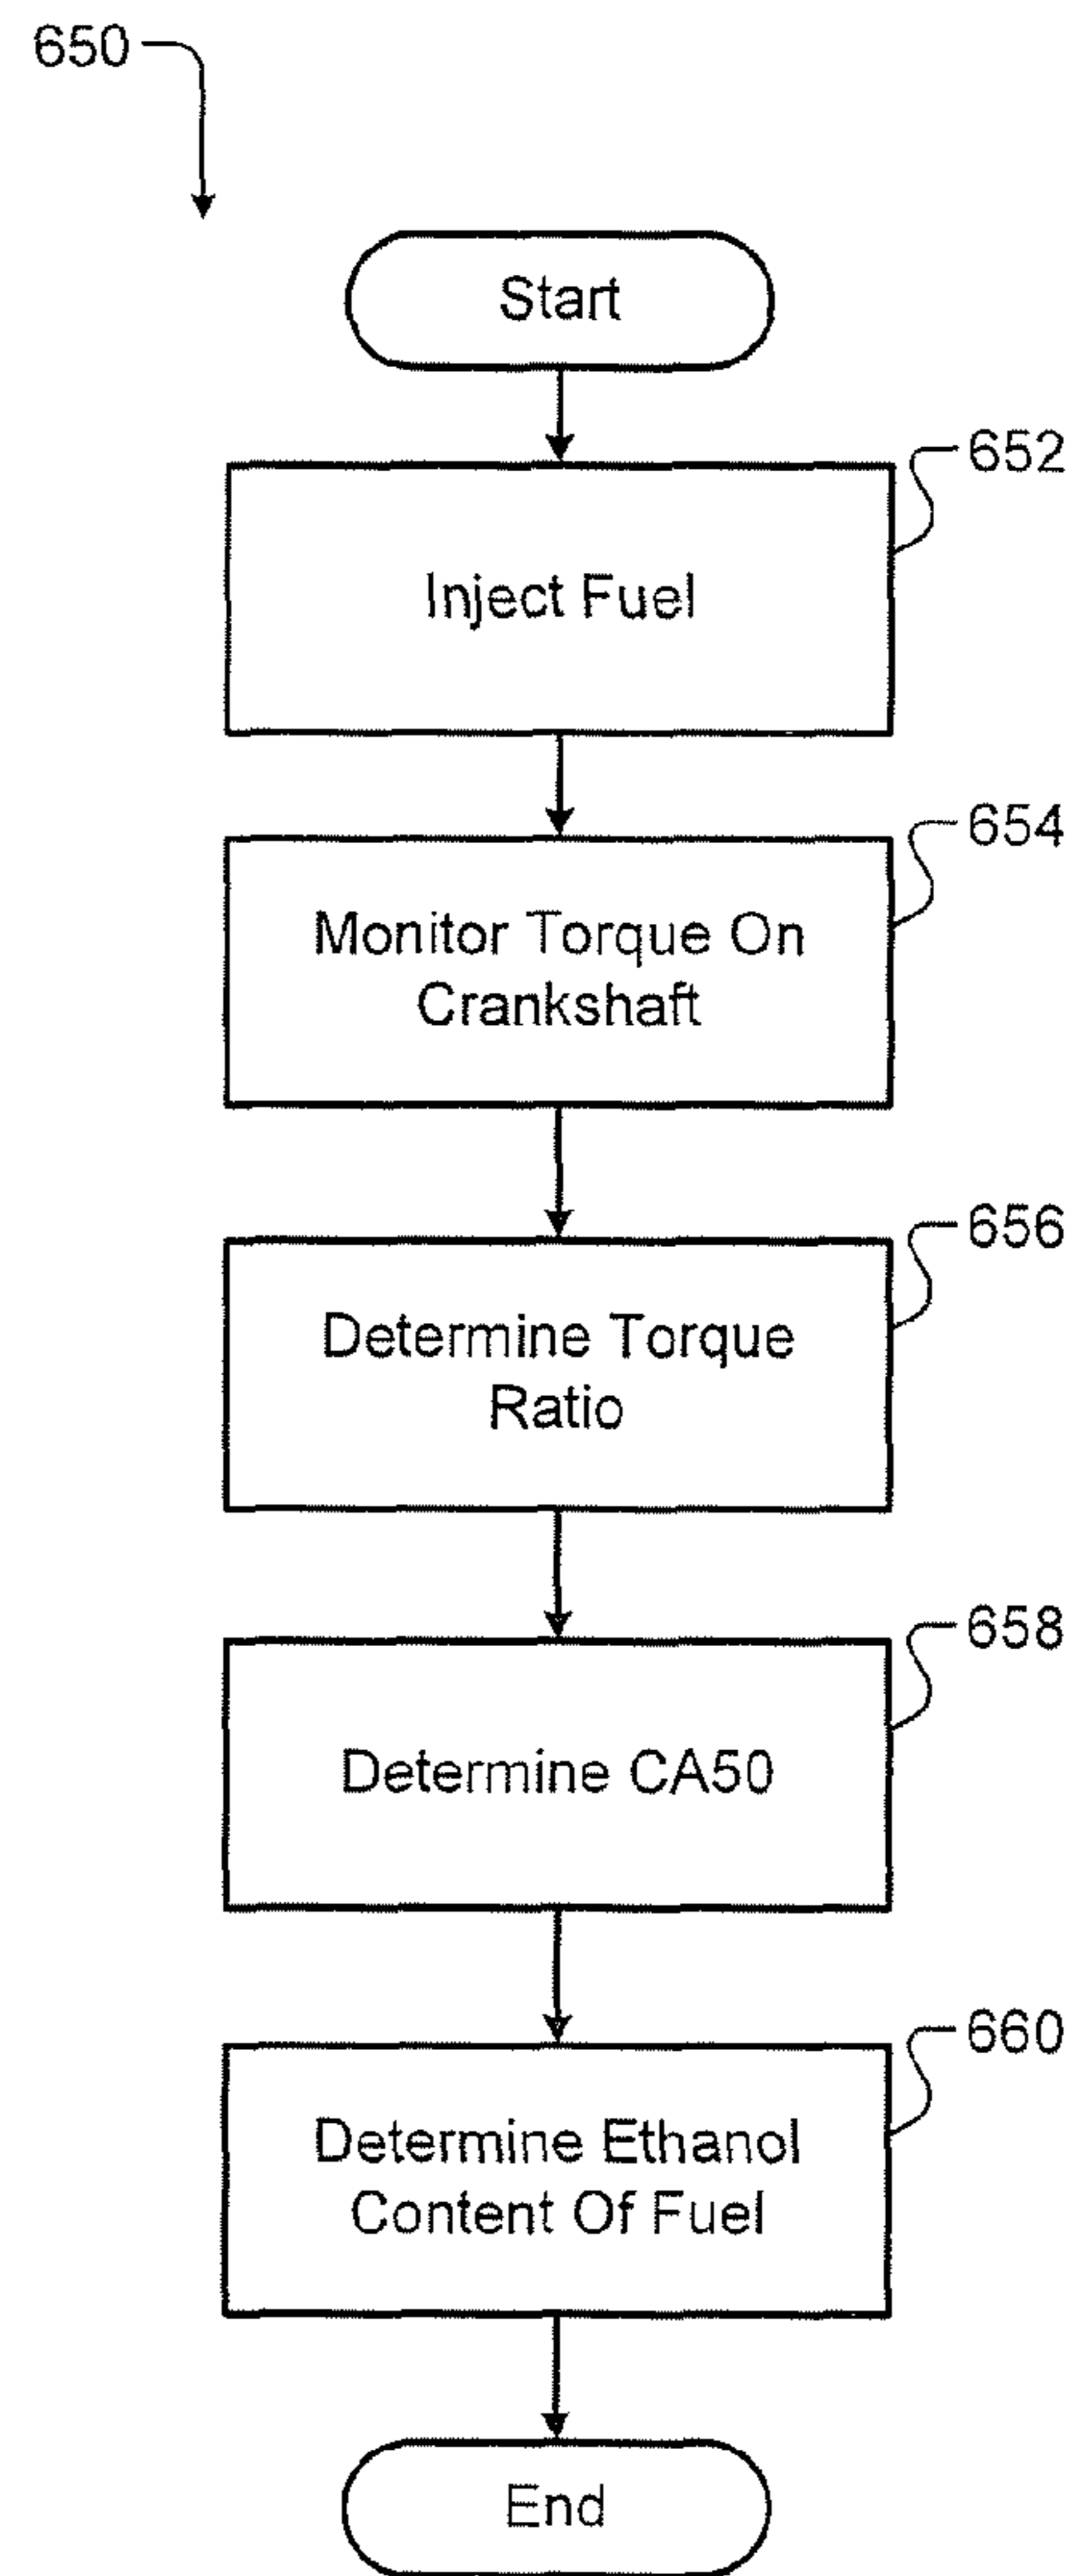 650
Start
652
Inject Fuel
654
Monitor Torque On
Crankshaft
656
Determine Torque
Ratio
658
Determine CA50
660
Determine Ethanol
Content Of Fuel
End